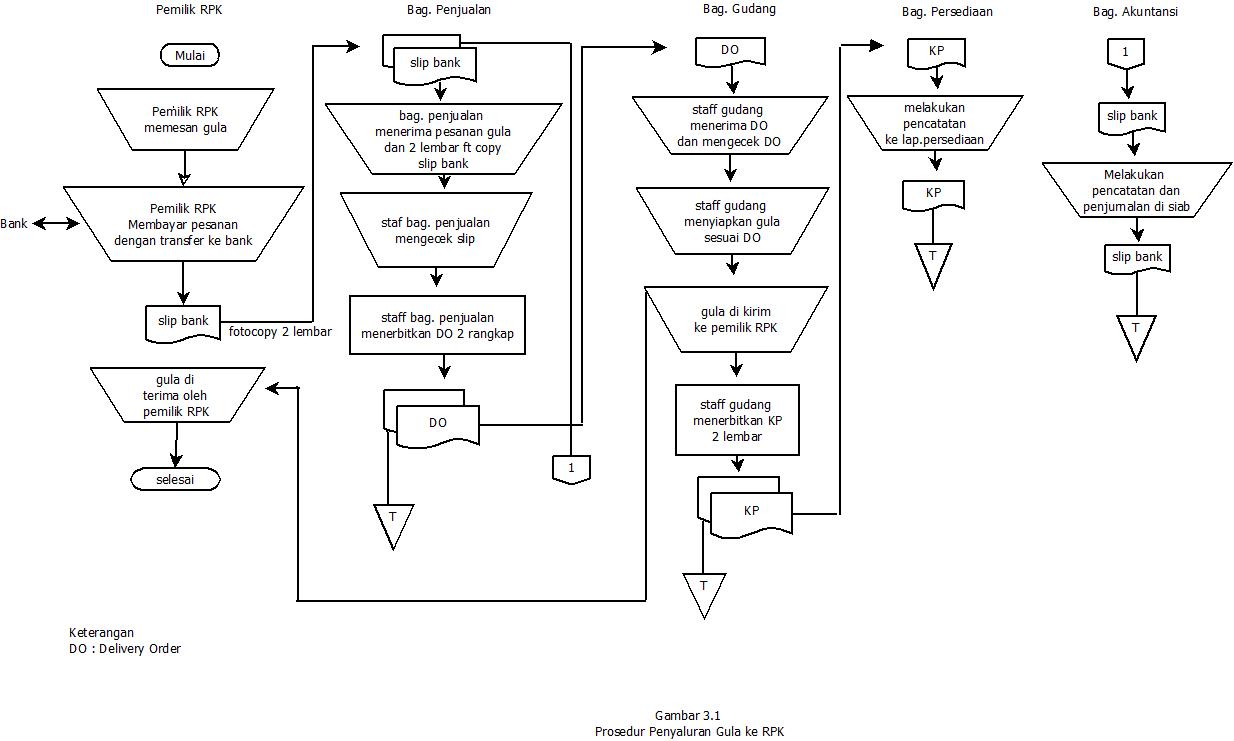 Pemilik RPK
Mulai
Pemilik RPK
memesan gula
Bank
Pemilik RPK
Membayar pesanan
dengan transfer ke bank
slip bank
fotocopy 2 lembar
gula di
terima oleh
pemilik RPK
selesai
Bag. Penjualan
slip bank
bag. penjualan
menerima pesanan gula
dan 2 lembar ft copy
slip bank
staf bag. penjualan
mengecek slip
staff bag. penjualan
menerbitkan DO 2 rangkap
DO
T
1
Bag. Gudang
DO
staff gudang
menerima DO
dan mengecek DO
staff gudang
menyiapkan gula
sesuai DO
gula di kirim
ke pemilik RPK
staff gudang
menerbitkan KP
2 lembar
KP
T
Bag. Persediaan
KP
melakukan
pencatatan
ke lap.persediaan
KP
T
Bag. Akuntansi
1
slip bank
Melakukan
pencatatan dan
penjurnalan di siab
slip bank
T
Keterangan
DO : Delivery Order
Gambar 3.1
Prosedur Penyaluran Gula ke RPK